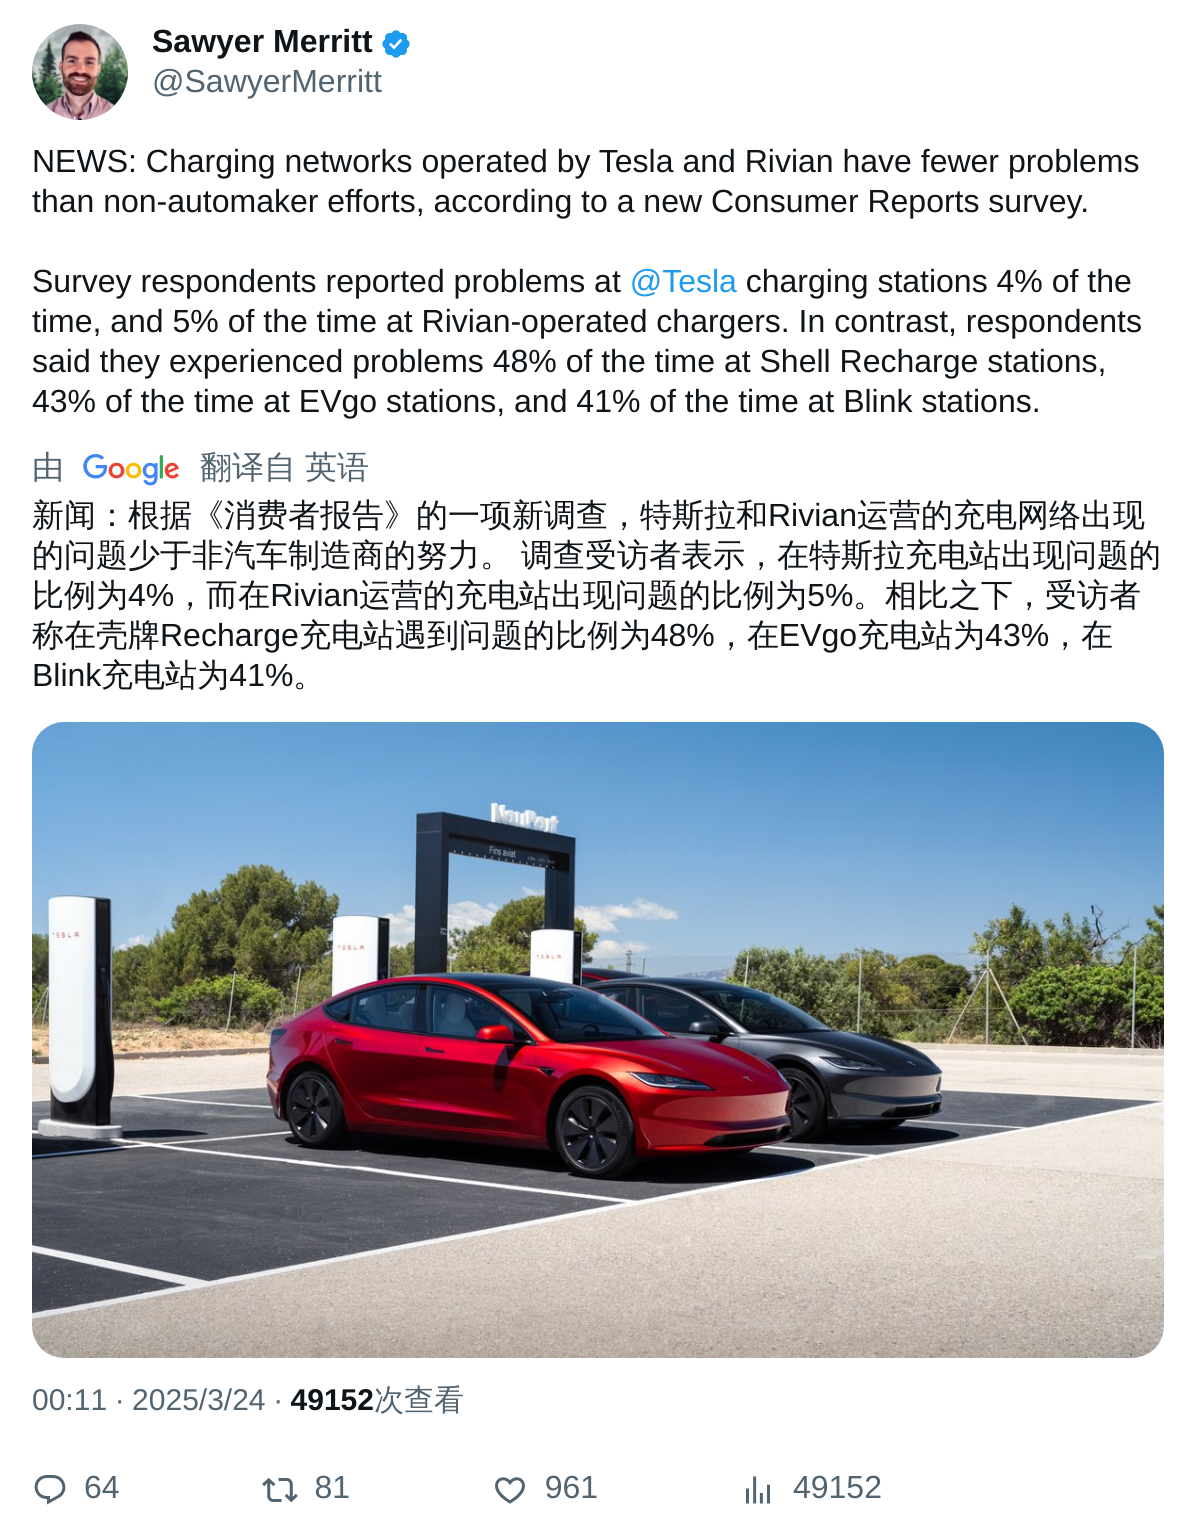 Sawyer Merritt
@SawyerMerritt
NEWS: Charging networks operated by Tesla and Rivian have fewer problems
than non-automaker efforts, according to a new Consumer Reports survey.
Survey respondents reported problems at @Tesla charging stations 4% of the
time, and 5% of the time at Rivian-operated chargers. In contrast, respondents
said they experienced problems 48% of the time at Shell Recharge stations,
43% of the time at EVgo stations, and 41% of the time at Blink stations.
由 Google 翻译自 英语
新闻：根据《消费者报告》的一项新调查，特斯拉和Rivian运营的充电网络出现
的问题少于非汽车制造商的努力。 调查受访者表示，在特斯拉充电站出现问题的
比例为4%，而在Rivian运营的充电站出现问题的比例为5%。相比之下，受访者
称在壳牌Recharge充电站遇到问题的比例为48%，在EVgo充电站为43%，在
Blink充电站为41%。
NauPort
Fins aviat
TESLA
TESLA
TESLA
00:11 · 2025/3/24 · 49152次查看
64 81 961 49152